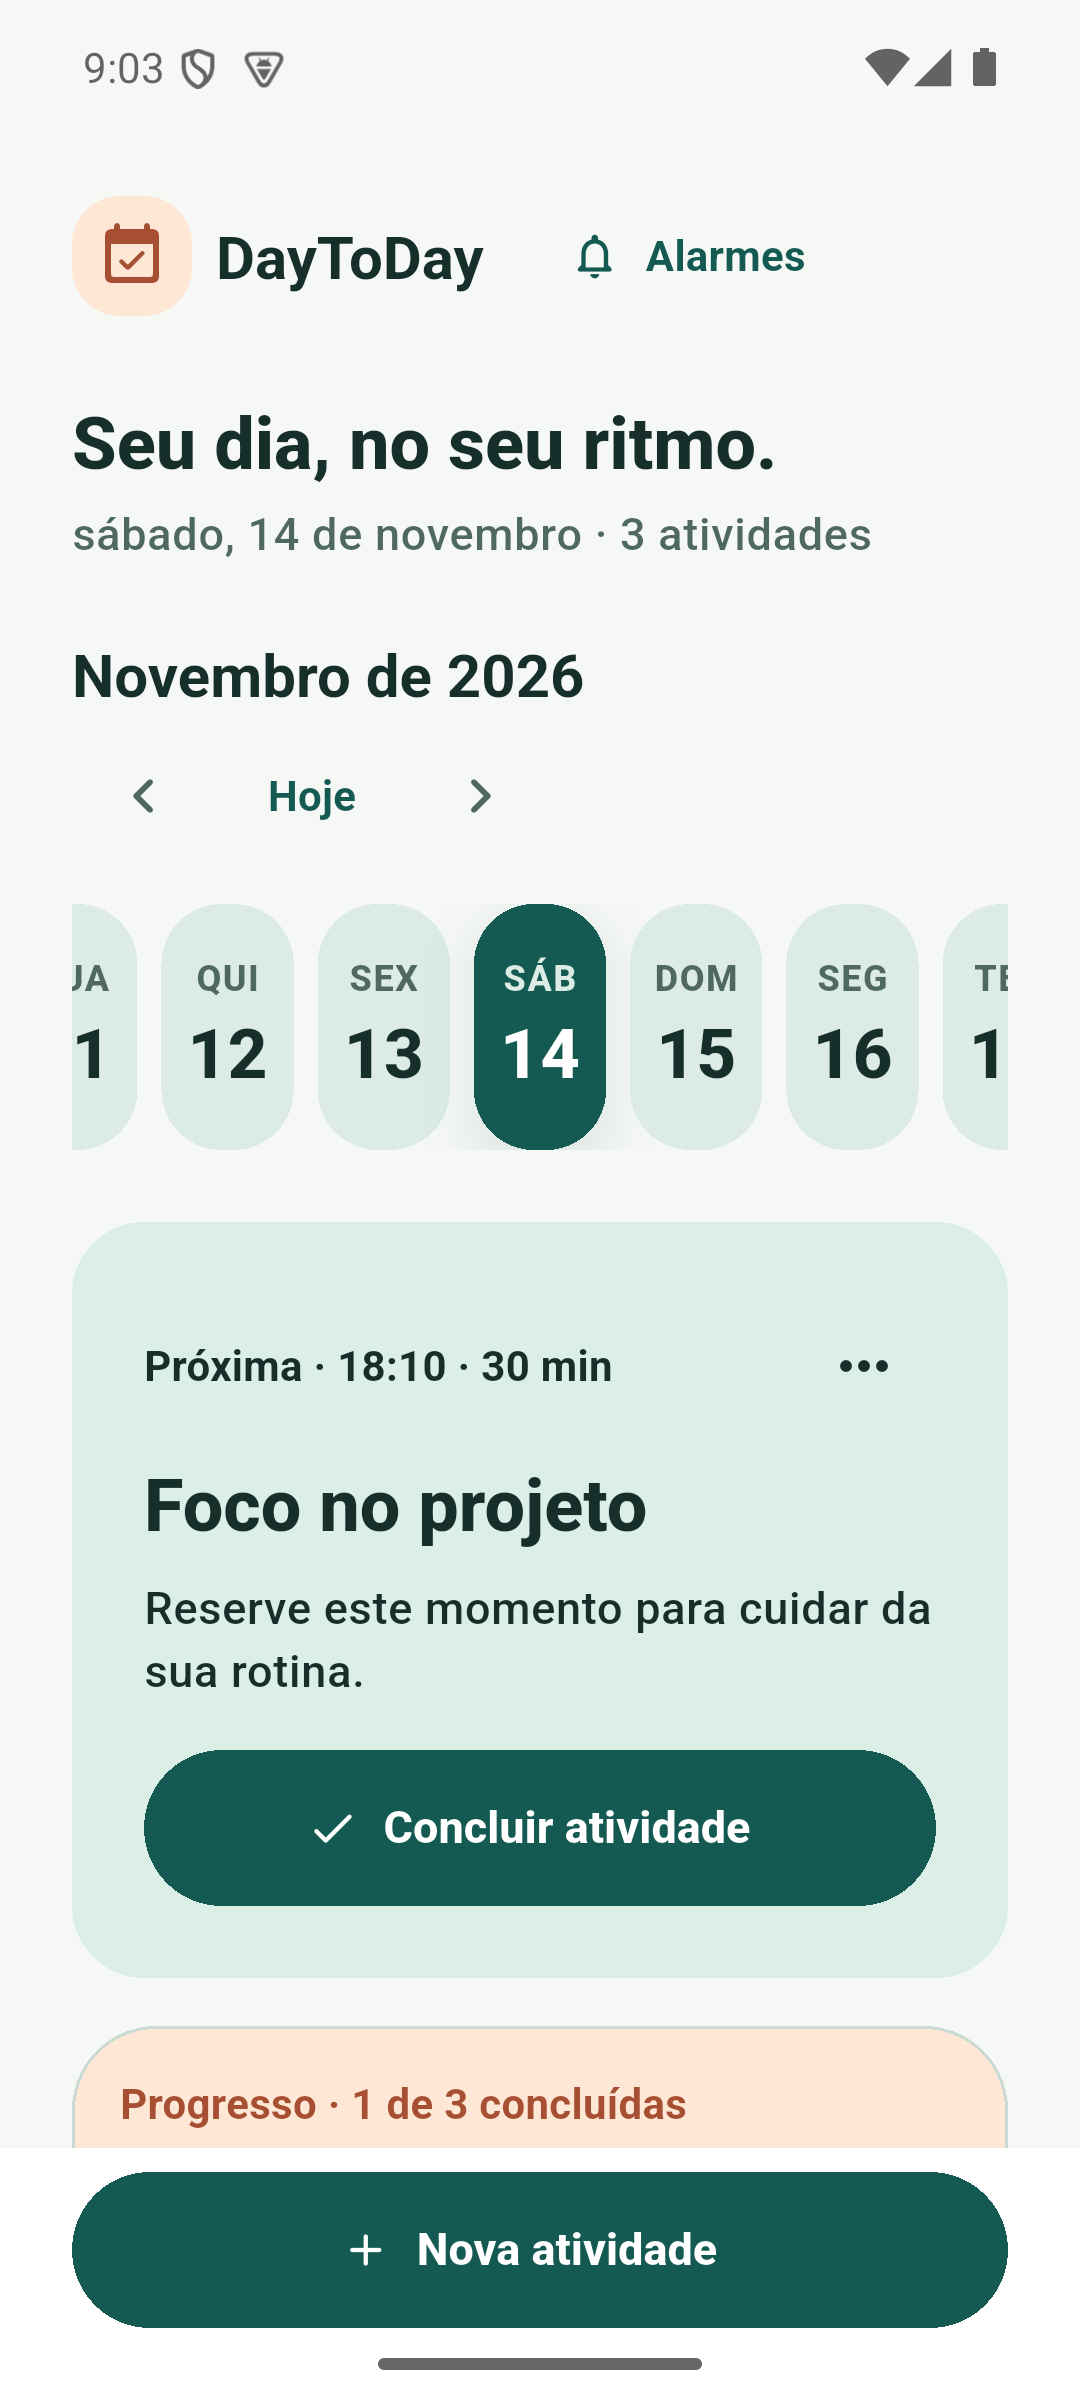 9:03
DayToDay
Alarmes
Seu dia, no seu ritmo.
sábado, 14 de novembro · 3 atividades
Novembro de 2026
Hoje
QUI SEX SÁB DOM SEG
1 12 13 14 15 16 1
Próxima · 18:10 · 30 min
Foco no projeto
Reserve este momento para cuidar da
sua rotina.
Concluir atividade
Progresso · 1 de 3 concluídas
Nova atividade